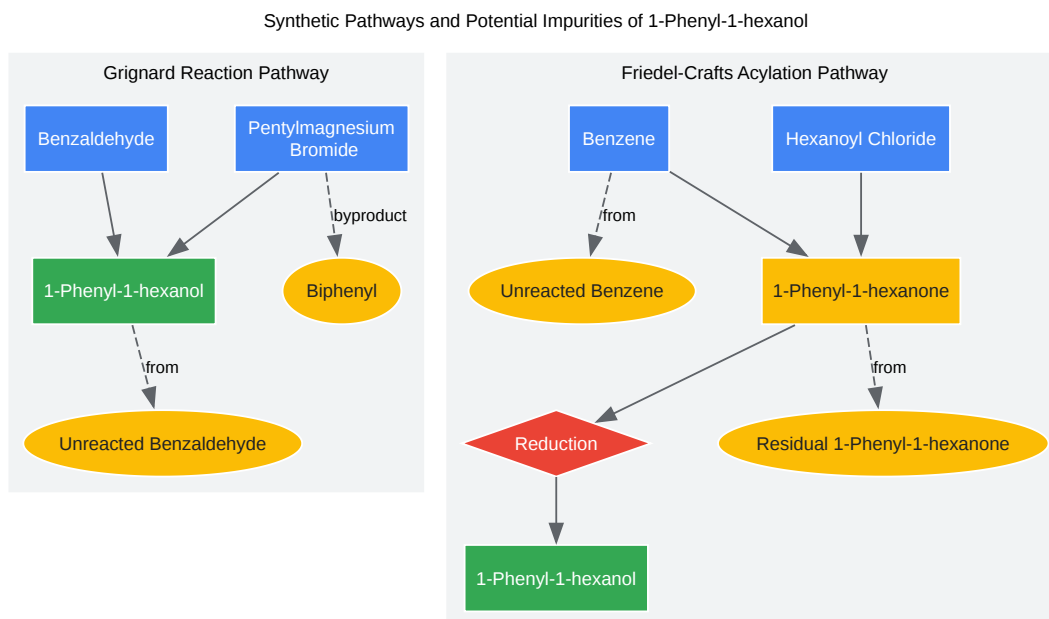 Synthetic Pathways and Potential Impurities of 1-Phenyl-1-hexanol
Grignard Reaction Pathway
Benzaldehyde
Pentylmagnesium
Bromide
byproduct
1-Phenyl-1-hexanol
Biphenyl
from
Unreacted Benzaldehyde
Friedel-Crafts Acylation Pathway
Benzene
Hexanoyl Chloride
from
Unreacted Benzene
1-Phenyl-1-hexanone
from
Reduction
Residual 1-Phenyl-1-hexanone
1-Phenyl-1-hexanol